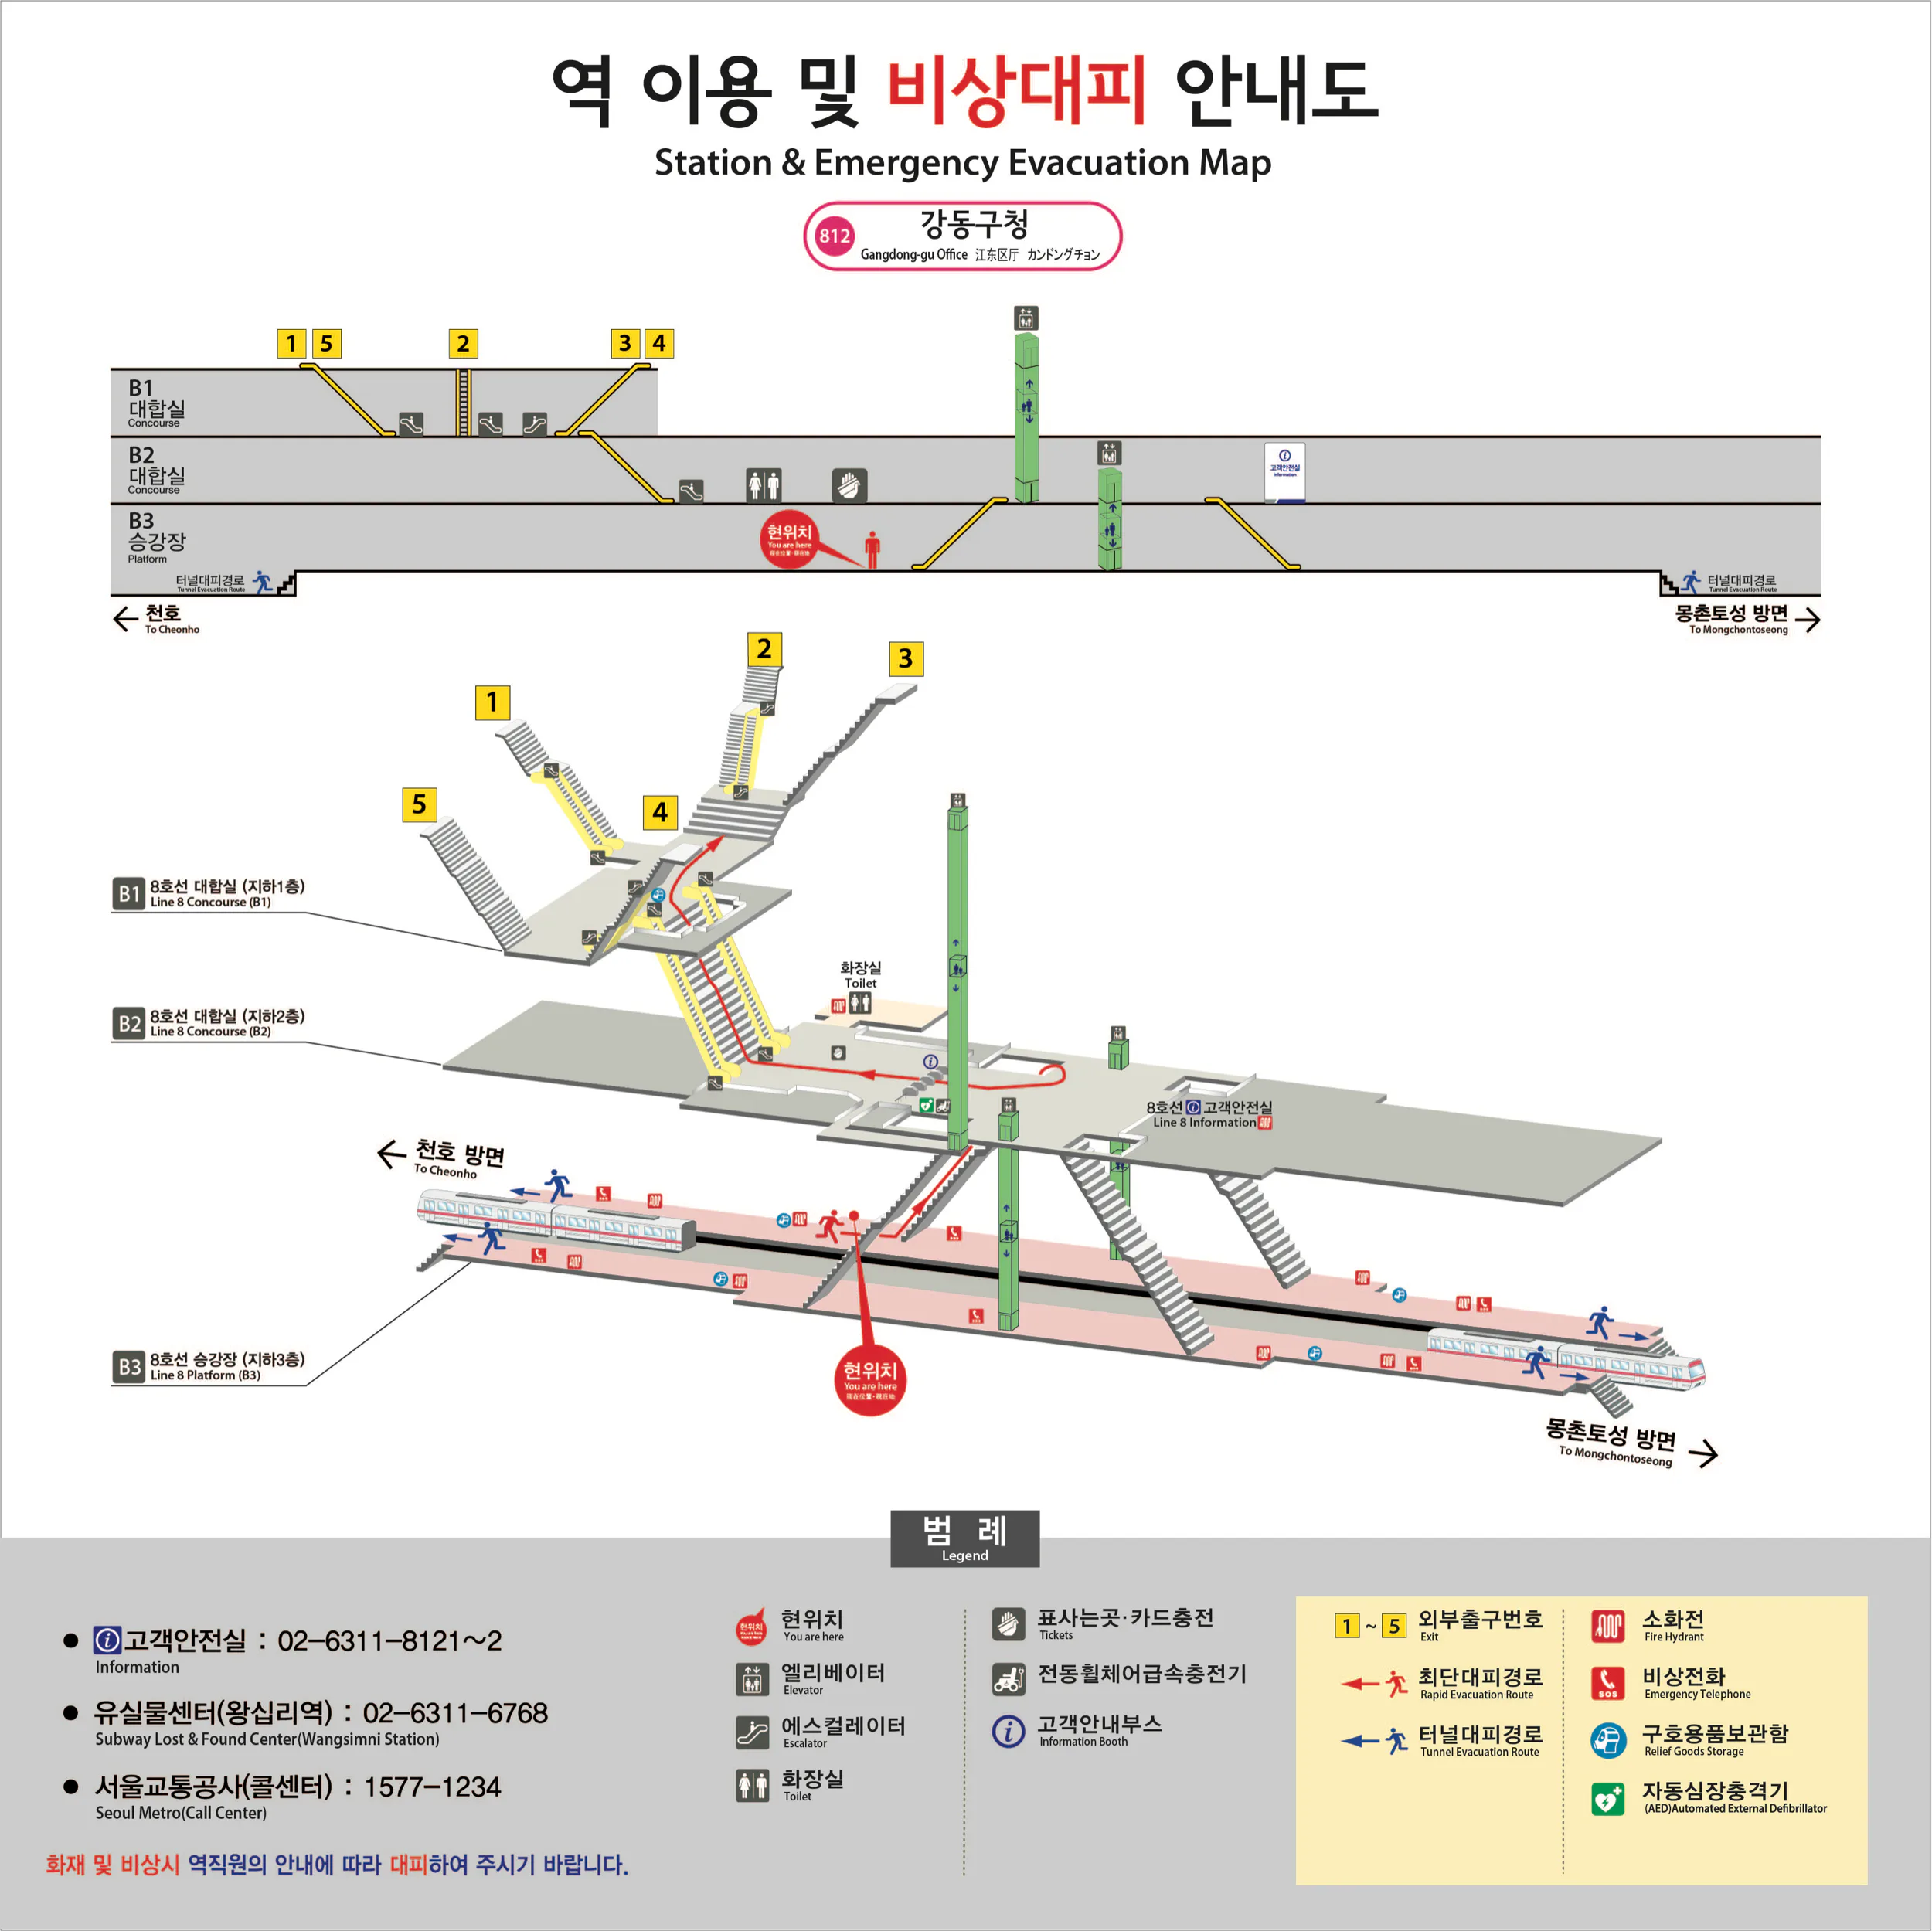 역 이용 및 비상대피 안내도
Station & Emergency Evacuation Map
812
강동구청
Gangdong-gu Office 江东区厅 カンドングチョン
1 5
2
3 4
B1
대합실
Concourse
B2
대합실
Concourse
i
고객안전실
Information
B3
승강장
Platform
현위치
You are here
터널대피경로
Tunnel Evacuation Route
터널대피경로
Tunnel Evacuation Route
← 천호
To Cheonho
몽촌토성 방면 →
To Mongchontoseong
2
3
1
5
4
B1 8호선 대합실 (지하1층)
Line 8 Concourse (B1)
화장실
Toilet
B2 8호선 대합실 (지하2층)
Line 8 Concourse (B2)
8호선 i 고객안전실
Line 8 Information
← 천호 방면
To Cheonho
B3 8호선 승강장 (지하3층)
Line 8 Platform (B3)
현위치
You are here
몽촌토성 방면 →
To Mongchontoseong
범 례
Legend
● i 고객안전실 : 02-6311-8121~2
Information
● 유실물센터(왕십리역) : 02-6311-6768
Subway Lost & Found Center(Wangsimni Station)
● 서울교통공사(콜센터) : 1577-1234
Seoul Metro(Call Center)
화재 및 비상시 역직원의 안내에 따라 대피하여 주시기 바랍니다.
현위치
You are here
엘리베이터
Elevator
에스컬레이터
Escalator
화장실
Toilet
표사는곳·카드충전
Tickets
전동휠체어급속충전기
고객안내부스
Information Booth
1 ~ 5 외부출구번호
Exit
최단대피경로
Rapid Evacuation Route
터널대피경로
Tunnel Evacuation Route
소화전
Fire Hydrant
SOS
비상전화
Emergency Telephone
구호용품보관함
Relief Goods Storage
자동심장충격기
(AED)Automated External Defibrillator